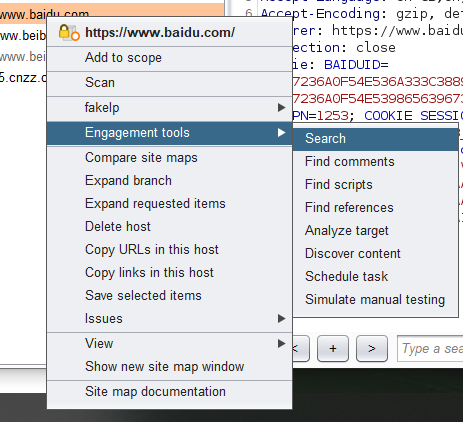 www.baidu.com
https://www.baidu.com/
Add to scope
Scan
fakelp
Engagement tools
Compare site maps
Expand branch
Expand requested items
Delete host
Copy URLs in this host
Copy links in this host
Save selected items
Issues
View
Show new site map window
Site map documentation
Search
Find comments
Find scripts
Find references
Analyze target
Discover content
Schedule task
Simulate manual testing
www.beib
www.baidu
5.cnzz.c
6
Accept-Encoding: gzip, de
rer: https://www.baidu
ection: close
ie: BAIDUID=
7236A0F54E536A333C3889
7236A0F54E539865639673
PN=1253; COOKIE_SESSI
<
+
>
Type a sea